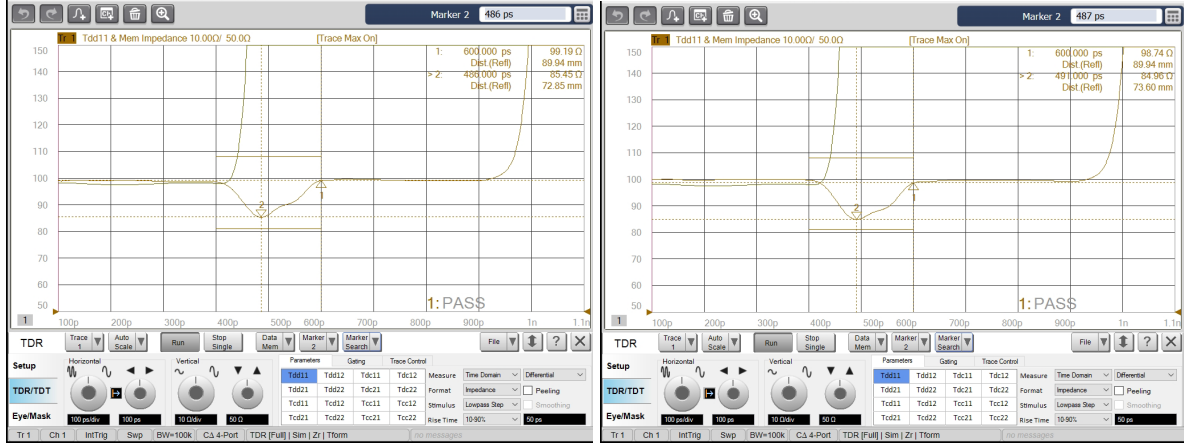 Marker 2 486 ps
Tr 1 Tdd11 & Mem Impedance 10.00Ω/ 50.0Ω [Trace Max On]
1: 600.000 ps 99.19 Ω
Dist.(Refl) 89.94 mm
> 2: 486.000 ps 85.45 Ω
Dist.(Refl) 72.85 mm
150
140
130
120
110
100
90
80
70
60
50
2
1
1: PASS
1 100p 200p 300p 400p 500p 600p 700p 800p 900p 1n 1.1n
TDR Trace 1 Auto Scale Run Stop Single Data Mem Marker 2 Marker Search File ?
Setup Horizontal Vertical Parameters Gating Trace Control
Tdd11 Tdd12 Tdc11 Tdc12 Measure Time Domain Differential
TDR/TDT Tdd21 Tdd22 Tdc21 Tdc22 Format Impedance Peeling
Tcd11 Tcd12 Tcc11 Tcc12 Stimulus Lowpass Step Smoothing
Eye/Mask 100 ps/div 100 ps 10 Ω/div 50 Ω Tcd21 Tcd22 Tcc21 Tcc22 Rise Time 10-90% 50 ps
Tr 1 Ch 1 IntTrig Swp BW=100k C∆ 4-Port TDR [Full] | Sim | Zr | Tform no messages
Marker 2 487 ps
Tr 1 Tdd11 & Mem Impedance 10.00Ω/ 50.0Ω [Trace Max On]
1: 600.000 ps 98.74 Ω
Dist.(Refl) 89.94 mm
> 2: 491.000 ps 84.96 Ω
Dist.(Refl) 73.60 mm
150
140
130
120
110
100
90
80
70
60
50
2
1
1: PASS
1 100p 200p 300p 400p 500p 600p 700p 800p 900p 1n 1.1n
TDR Trace 1 Auto Scale Run Stop Single Data Mem Marker 2 Marker Search File ?
Setup Horizontal Vertical Parameters Gating Trace Control
Tdd11 Tdd12 Tdc11 Tdc12 Measure Time Domain Differential
TDR/TDT Tdd21 Tdd22 Tdc21 Tdc22 Format Impedance Peeling
Tcd11 Tcd12 Tcc11 Tcc12 Stimulus Lowpass Step Smoothing
Eye/Mask 100 ps/div 100 ps 10 Ω/div 50 Ω Tcd21 Tcd22 Tcc21 Tcc22 Rise Time 10-90% 50 ps
Tr 1 Ch 1 IntTrig Swp BW=100k C∆ 4-Port TDR [Full] | Sim | Zr | Tform no messages